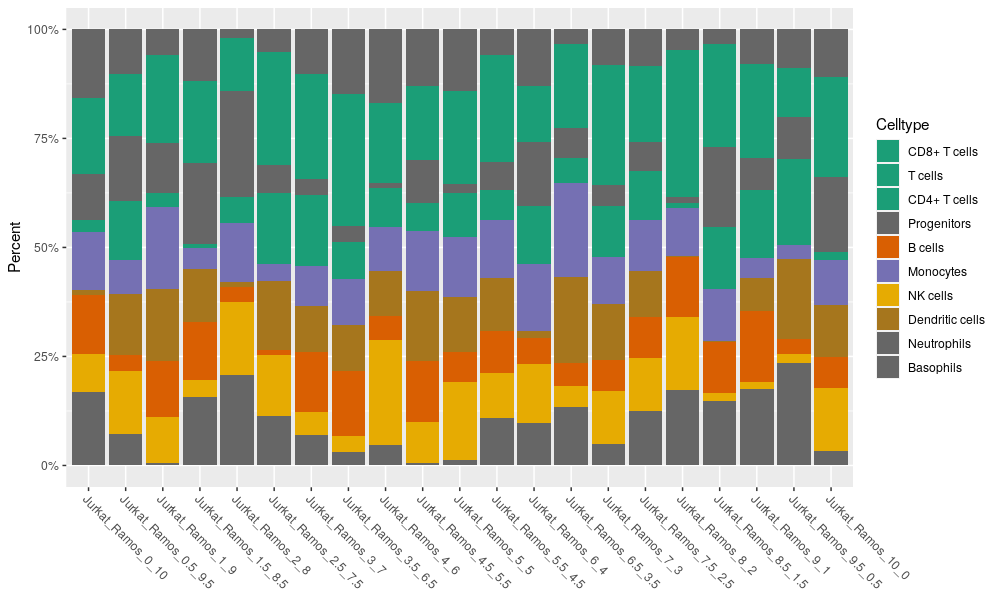 100%
75%
50%
25%
0%
Percent
Jurkat_Ramos_0_10
Jurkat_Ramos_0.5_9.5
Jurkat_Ramos_1_9
Jurkat_Ramos_1.5_8.5
Jurkat_Ramos_2_8
Jurkat_Ramos_2.5_7.5
Jurkat_Ramos_3_7
Jurkat_Ramos_3.5_6.5
Jurkat_Ramos_4_6
Jurkat_Ramos_4.5_5.5
Jurkat_Ramos_5_5
Jurkat_Ramos_5.5_4.5
Jurkat_Ramos_6_4
Jurkat_Ramos_6.5_3.5
Jurkat_Ramos_7_3
Jurkat_Ramos_7.5_2.5
Jurkat_Ramos_8_2
Jurkat_Ramos_8.5_1.5
Jurkat_Ramos_9_1
Jurkat_Ramos_9.5_0.5
Jurkat_Ramos_10_0
Celltype
CD8+ T cells
T cells
CD4+ T cells
Progenitors
B cells
Monocytes
NK cells
Dendritic cells
Neutrophils
Basophils